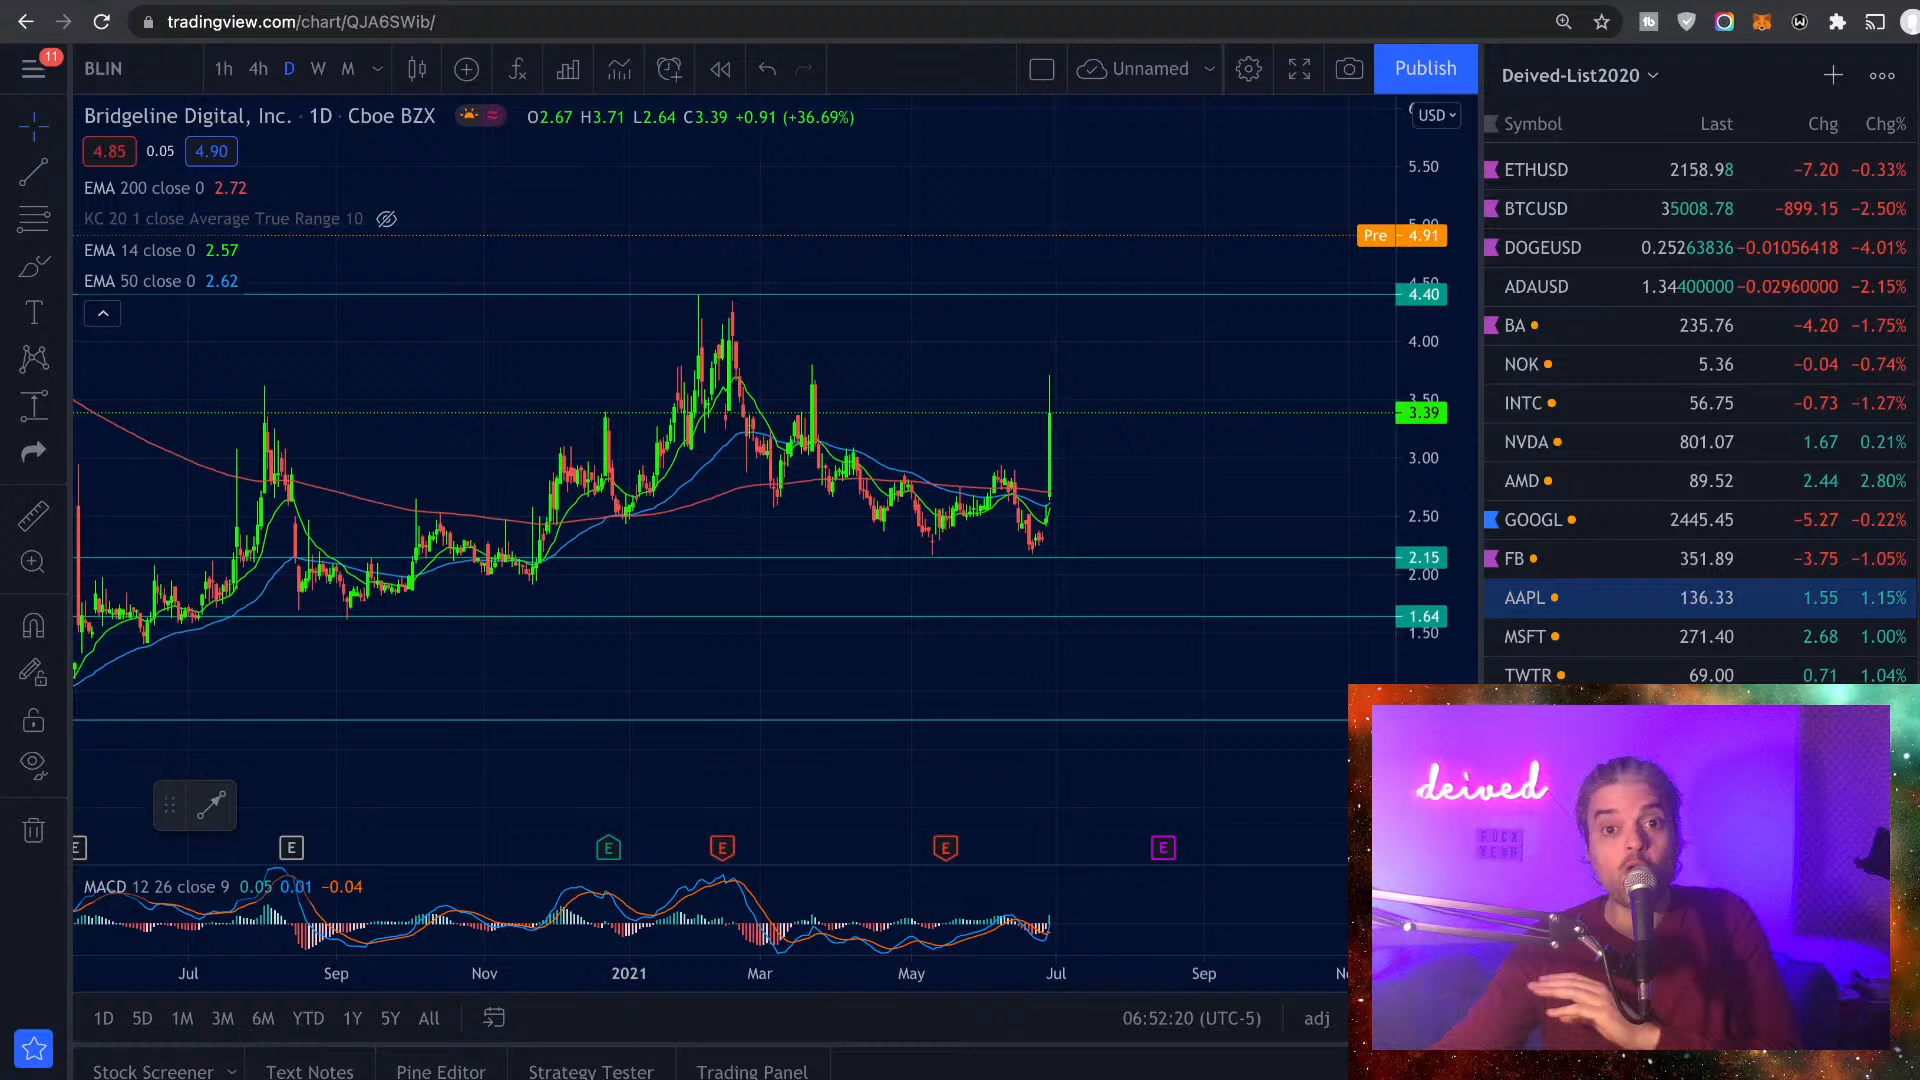 tradingview.com/chart/QJA6SWib/
11
BLIN
1h 4h D W M
Unnamed
Publish
Deived-List2020
Bridgeline Digital, Inc. · 1D · Cboe BZX
O2.67 H3.71 L2.64 C3.39 +0.91 (+36.69%)
USD
4.85 0.05 4.90
EMA 200 close 0 2.72
KC 20 1 close Average True Range 10
EMA 14 close 0 2.57
EMA 50 close 0 2.62
5.50
5.00
Pre 4.91
4.50
4.40
4.00
3.50
3.39
3.00
2.50
2.15
2.00
1.64
1.50
Symbol Last Chg Chg%
ETHUSD 2158.98 −7.20 −0.33%
BTCUSD 35008.78 −899.15 −2.50%
DOGEUSD 0.25263836 −0.01056418 −4.01%
ADAUSD 1.34400000 −0.02960000 −2.15%
BA 235.76 −4.20 −1.75%
NOK 5.36 −0.04 −0.74%
INTC 56.75 −0.73 −1.27%
NVDA 801.07 1.67 0.21%
AMD 89.52 2.44 2.80%
GOOGL 2445.45 −5.27 −0.22%
FB 351.89 −3.75 −1.05%
AAPL 136.33 1.55 1.15%
MSFT 271.40 2.68 1.00%
TWTR 69.00 0.71 1.04%
deived
FUCK
YEAH
E E E E E E
MACD 12 26 close 9 0.05 0.01 −0.04
Jul Sep Nov 2021 Mar May Jul Sep
1D 5D 1M 3M 6M YTD 1Y 5Y All
06:52:20 (UTC-5)
adj
Stock Screener Text Notes Pine Editor Strategy Tester Trading Panel